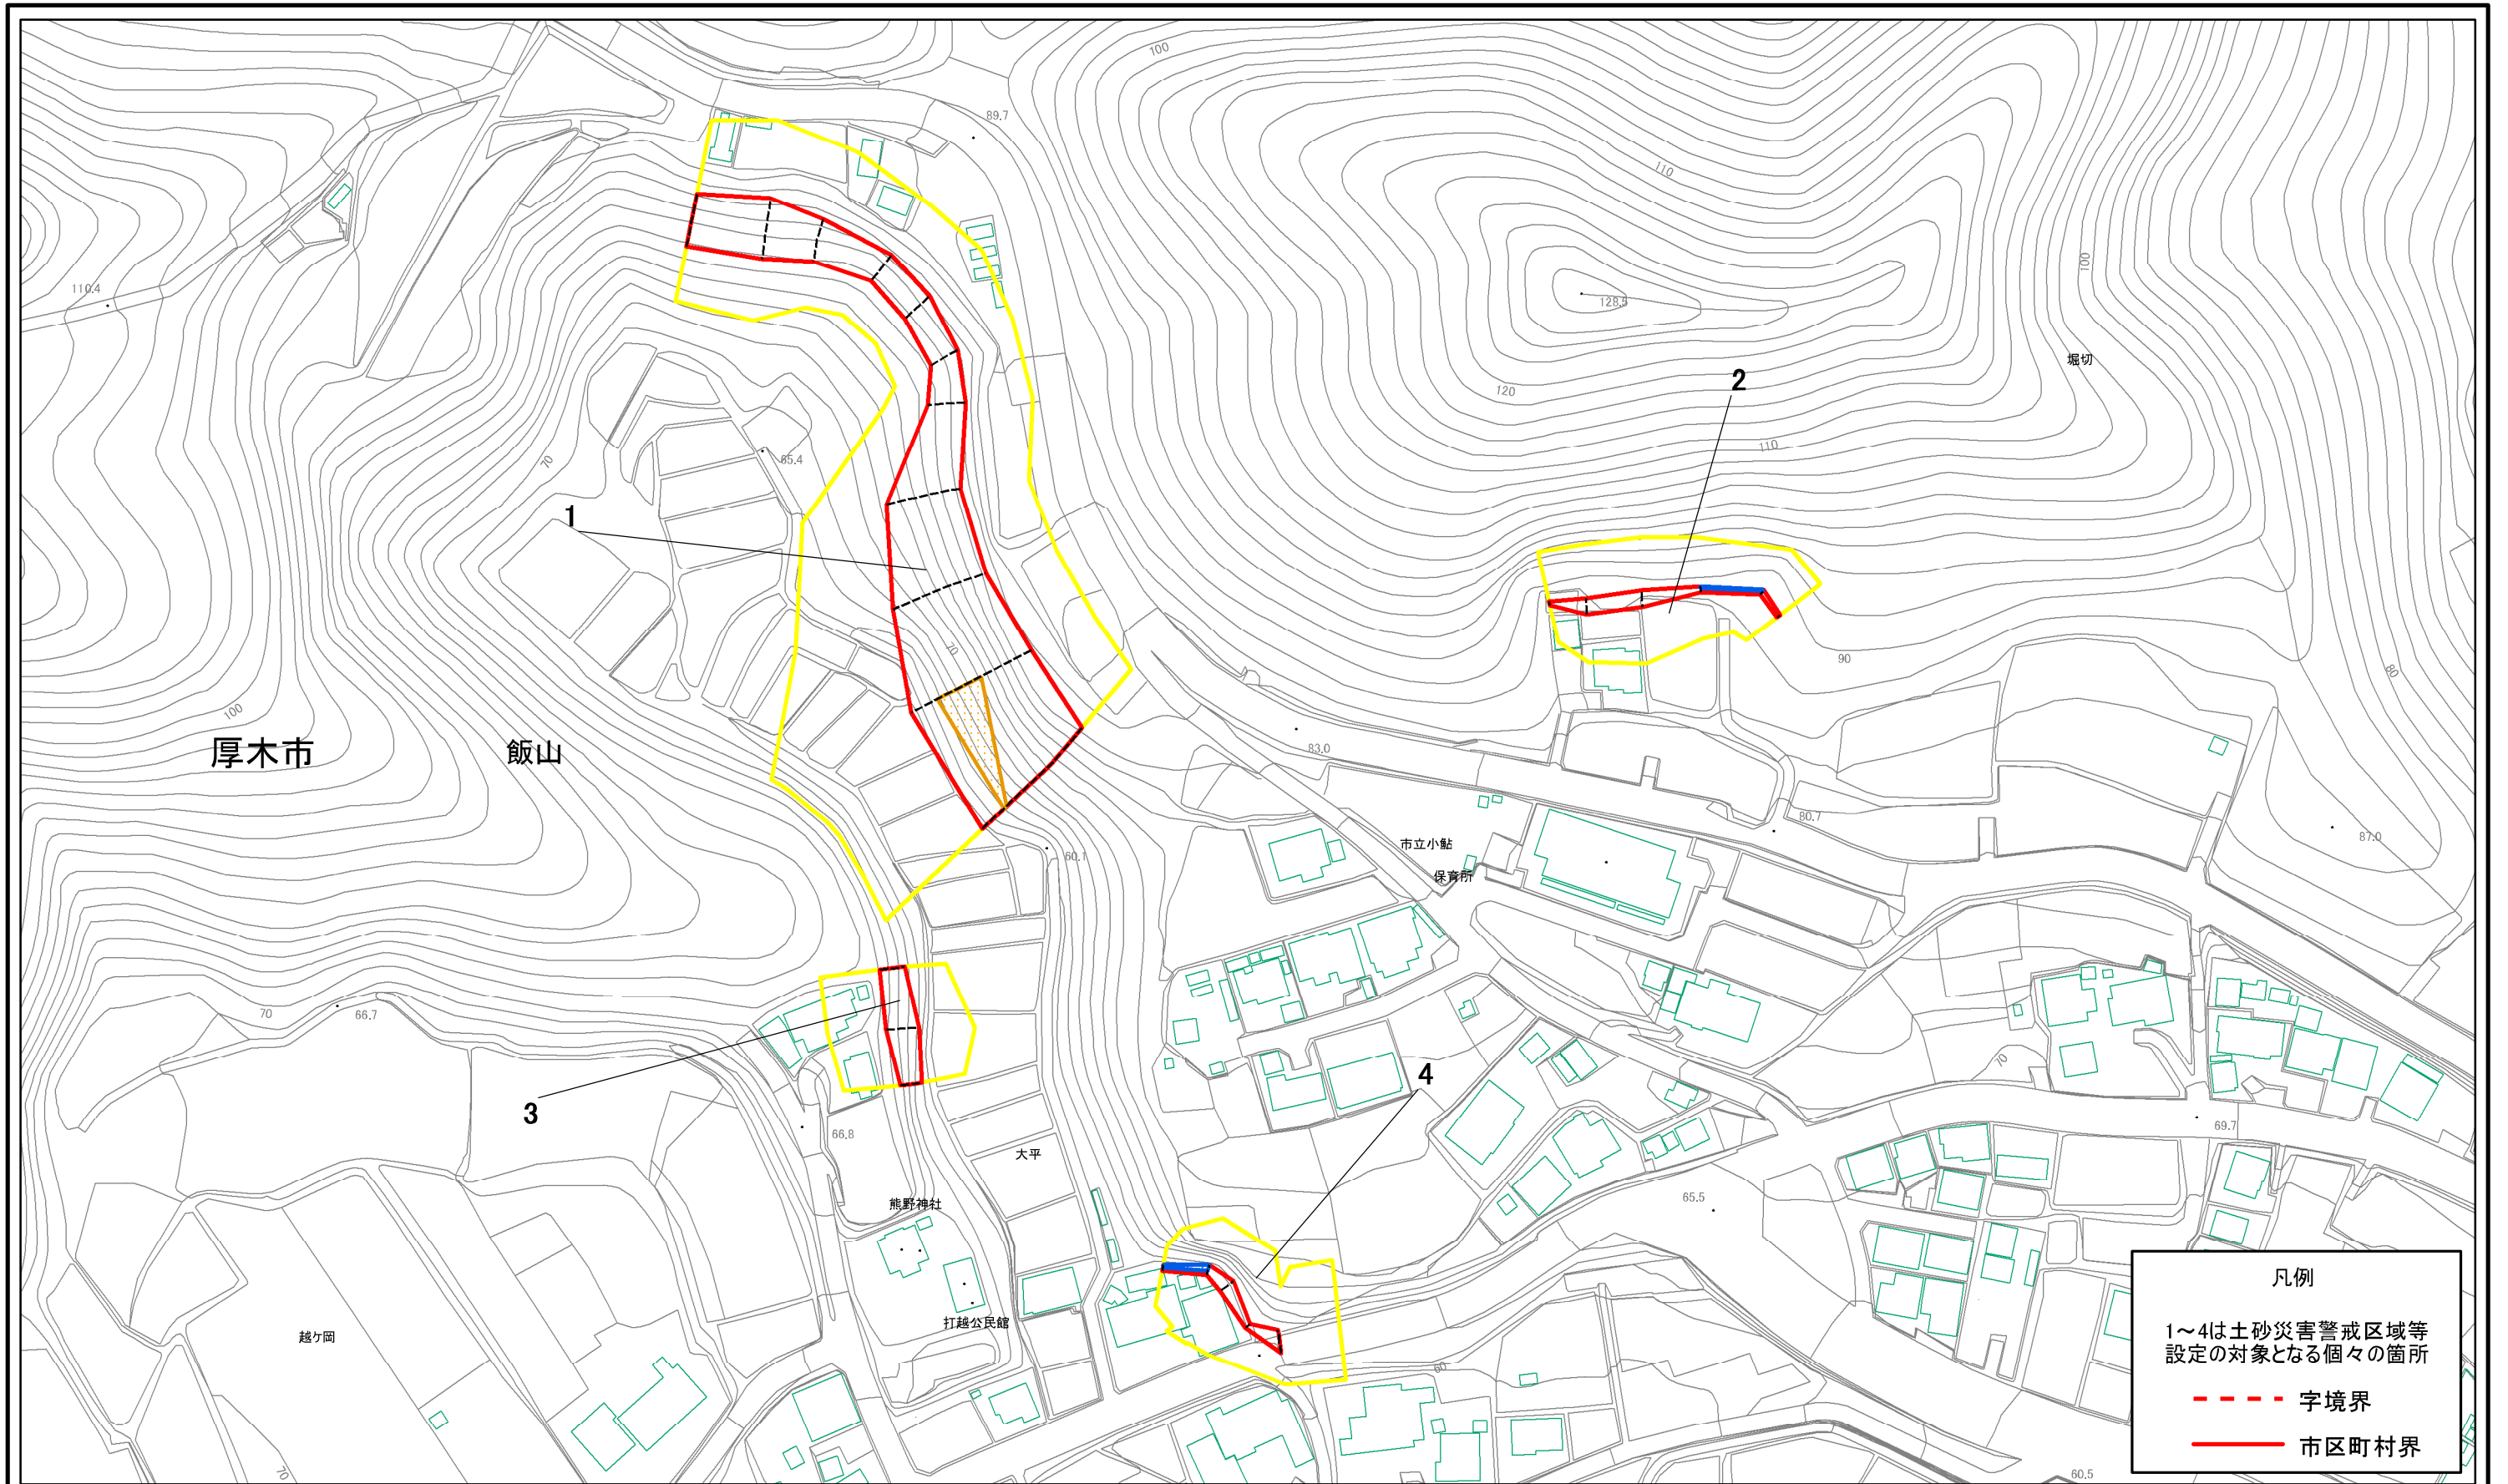 100
89.7
110
100
110.4
128.5
堀切
120
2
110
70
65.4
1
70
90
80
100
厚木市
飯山
83.0
80.7
87.0
市立小鮎
保育所
60.1
70
66.7
70
4
3
69.7
66.8
大平
65.5
熊野神社
打越公民館
越ケ岡
60
70
60.5
凡例
1～4は土砂災害警戒区域等
設定の対象となる個々の箇所
字境界
市区町村界